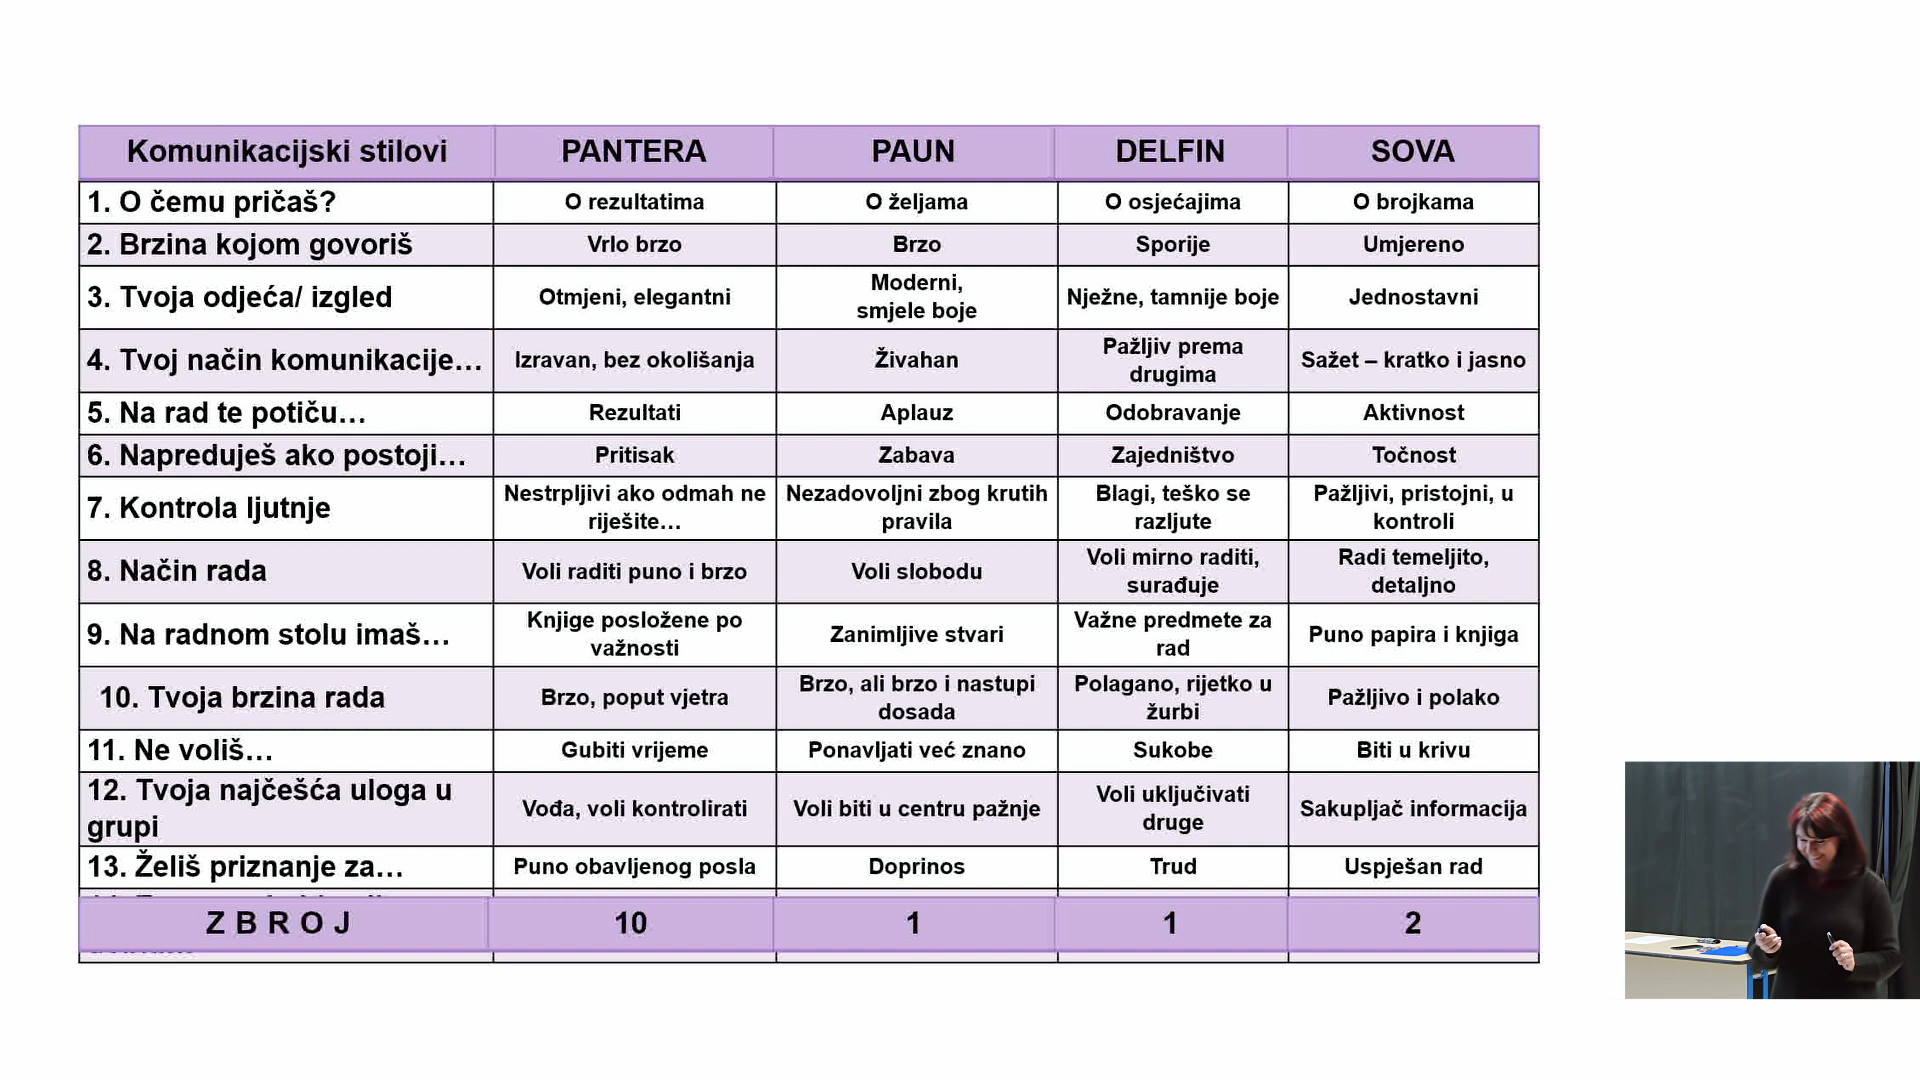 Komunikacijski stilovi PANTERA PAUN DELFIN SOVA
1. O čemu pričaš? O rezultatima O željama O osjećajima O brojkama
2. Brzina kojom govoriš Vrlo brzo Brzo Sporije Umjereno
3. Tvoja odjeća/ izgled Otmjeni, elegantni Moderni, smjele boje Nježne, tamnije boje Jednostavni
4. Tvoj način komunikacije… Izravan, bez okolišanja Živahan Pažljiv prema drugima Sažet – kratko i jasno
5. Na rad te potiču… Rezultati Aplauz Odobravanje Aktivnost
6. Napreduješ ako postoji… Pritisak Zabava Zajedništvo Točnost
7. Kontrola ljutnje Nestrpljivi ako odmah ne riješite… Nezadovoljni zbog krutih pravila Blagi, teško se razljute Pažljivi, pristojni, u kontroli
8. Način rada Voli raditi puno i brzo Voli slobodu Voli mirno raditi, surađuje Radi temeljito, detaljno
9. Na radnom stolu imaš… Knjige posložene po važnosti Zanimljive stvari Važne predmete za rad Puno papira i knjiga
10. Tvoja brzina rada Brzo, poput vjetra Brzo, ali brzo i nastupi dosada Polagano, rijetko u žurbi Pažljivo i polako
11. Ne voliš… Gubiti vrijeme Ponavljati već znano Sukobe Biti u krivu
12. Tvoja najčešća uloga u grupi Vođa, voli kontrolirati Voli biti u centru pažnje Voli uključivati druge Sakupljač informacija
13. Želiš priznanje za… Puno obavljenog posla Doprinos Trud Uspješan rad
Z B R O J 10 1 1 2